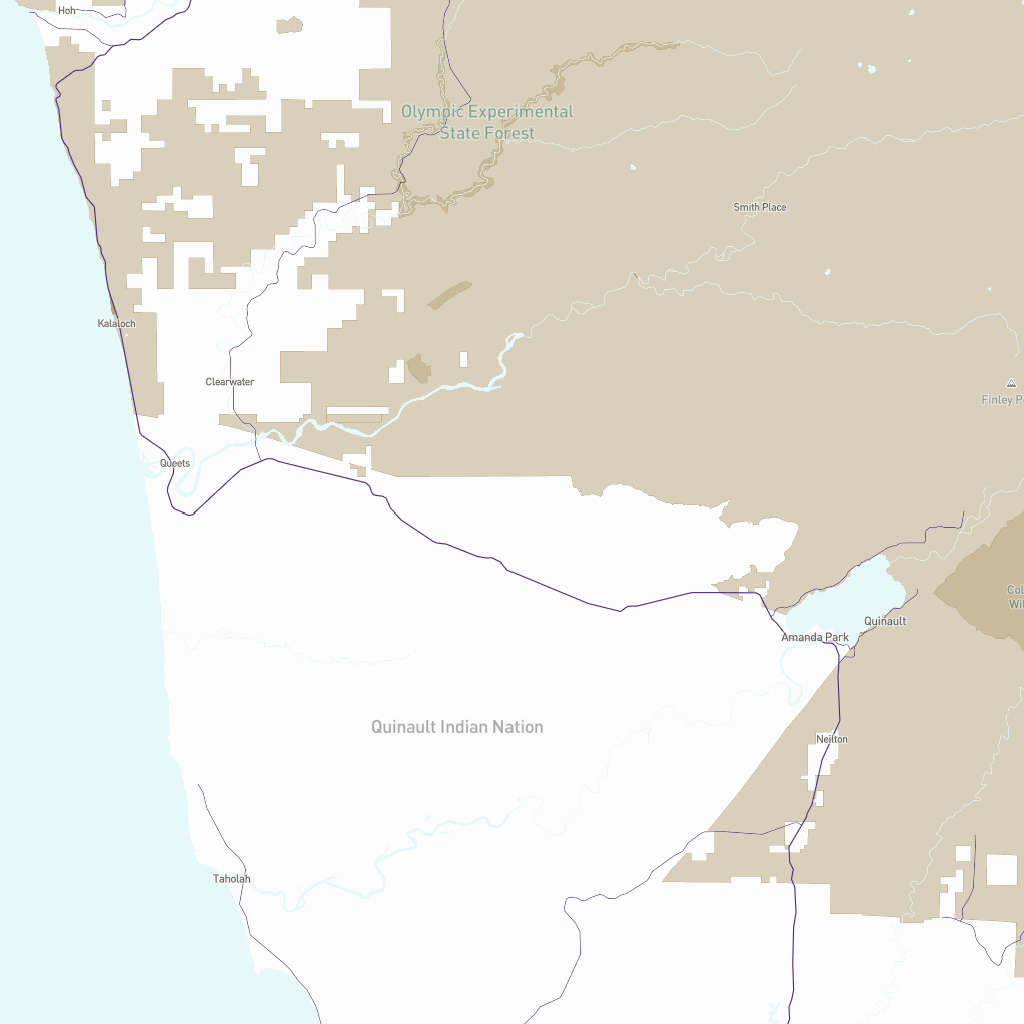 Hoh
Olympic Experimental
State Forest
Smith Place
Kalaloch
Clearwater
Finley P
Queets
Col
Wil
Quinault
Amanda Park
Quinault Indian Nation
Neilton
Taholah